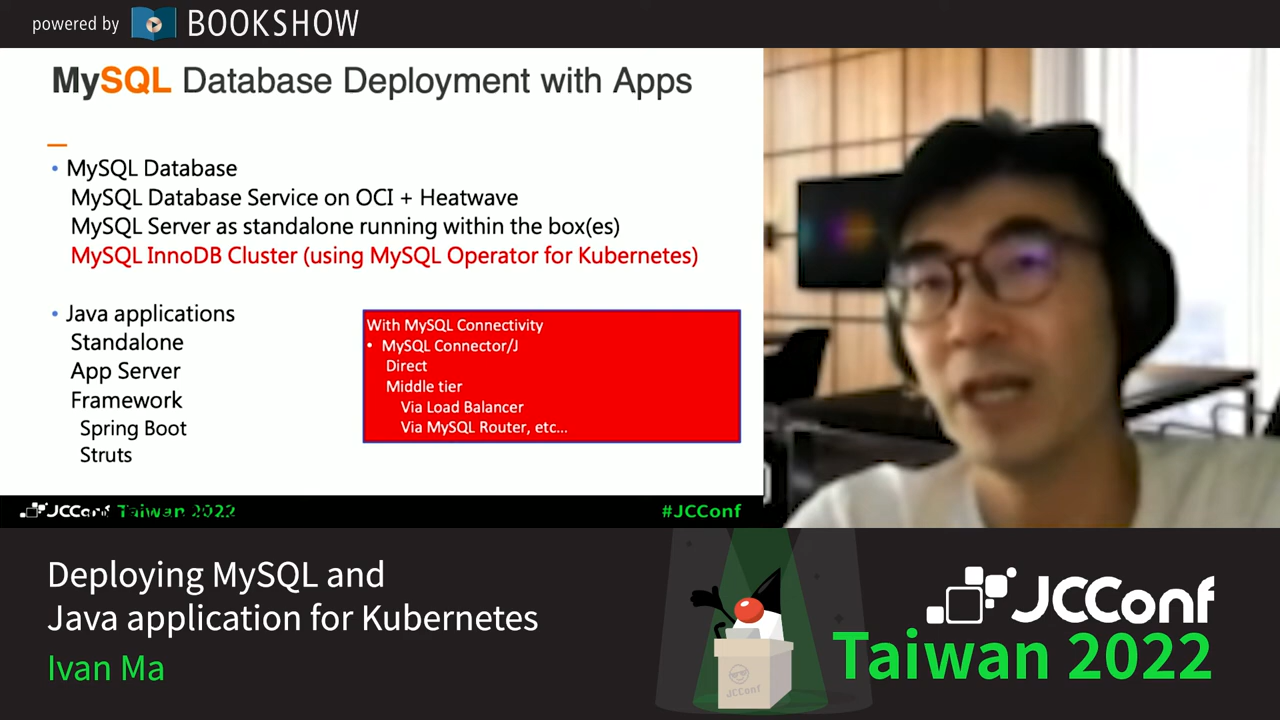 powered by BOOKSHOW
MySQL Database Deployment with Apps
• MySQL Database
MySQL Database Service on OCI + Heatwave
MySQL Server as standalone running within the box(es)
MySQL InnoDB Cluster (using MySQL Operator for Kubernetes)
• Java applications
Standalone
App Server
Framework
Spring Boot
Struts
With MySQL Connectivity
• MySQL Connector/J
Direct
Middle tier
Via Load Balancer
Via MySQL Router, etc...
JCConf Taiwan 2022
#JCConf
Deploying MySQL and
Java application for Kubernetes
Ivan Ma
JCConf
JCConf
Taiwan 2022